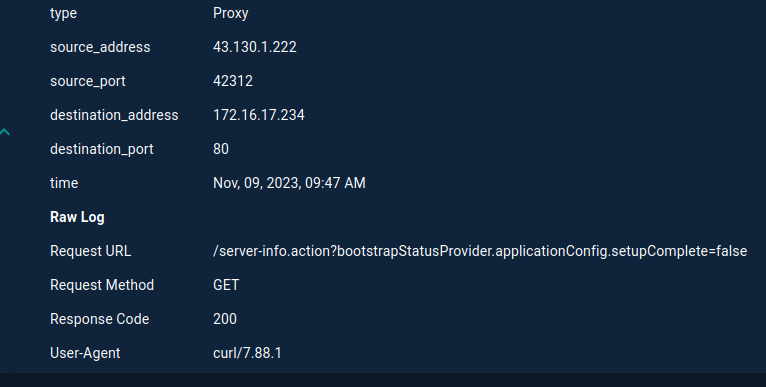 type Proxy
source_address 43.130.1.222
source_port 42312
destination_address 172.16.17.234
destination_port 80
time Nov, 09, 2023, 09:47 AM
Raw Log
Request URL /server-info.action?bootstrapStatusProvider.applicationConfig.setupComplete=false
Request Method GET
Response Code 200
User-Agent curl/7.88.1